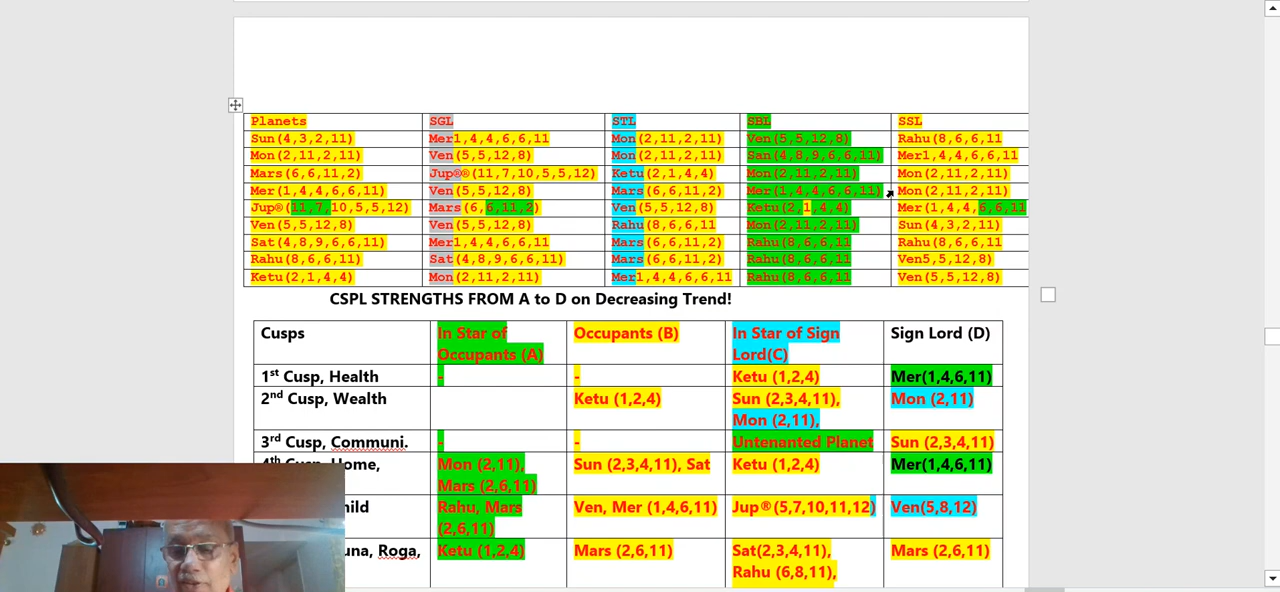 Planets SGL STL SBL SSL
Sun(4,3,2,11) Mer1,4,4,6,6,11 Mon(2,11,2,11) Ven(5,5,12,8) Rahu(8,6,6,11
Mon(2,11,2,11) Ven(5,5,12,8) Mon(2,11,2,11) San(4,8,9,6,6,11) Mer1,4,4,6,6,11
Mars(6,6,11,2) Jup®®(11,7,10,5,5,12) Ketu(2,1,4,4) Mon(2,11,2,11) Mon(2,11,2,11)
Mer(1,4,4,6,6,11) Ven(5,5,12,8) Mars(6,6,11,2) Mer(1,4,4,6,6,11) Mon(2,11,2,11)
Jup®(11,7,10,5,5,12) Mars(6,6,11,2) Ven(5,5,12,8) Ketu(2,1,4,4) Mer(1,4,4,6,6,11
Ven(5,5,12,8) Ven(5,5,12,8) Rahu(8,6,6,11 Mon(2,11,2,11) Sun(4,3,2,11)
Sat(4,8,9,6,6,11) Mer1,4,4,6,6,11 Mars(6,6,11,2) Rahu(8,6,6,11 Rahu(8,6,6,11
Rahu(8,6,6,11) Sat(4,8,9,6,6,11) Mars(6,6,11,2) Rahu(8,6,6,11 Ven5,5,12,8)
Ketu(2,1,4,4) Mon(2,11,2,11) Mer1,4,4,6,6,11 Rahu(8,6,6,11 Ven(5,5,12,8)
CSPL STRENGTHS FROM A to D on Decreasing Trend!
Cusps In Star of Occupants (B) In Star of Sign Sign Lord (D)
Occupants (A) Lord(C)
1st Cusp, Health - - Ketu (1,2,4) Mer(1,4,6,11)
2nd Cusp, Wealth Ketu (1,2,4) Sun (2,3,4,11), Mon (2,11)
Mon (2,11),
3rd Cusp, Communi. - - Untenanted Planet Sun (2,3,4,11)
4th Cusp, Home, Mon (2,11), Sun (2,3,4,11), Sat Ketu (1,2,4) Mer(1,4,6,11)
Mars (2,6,11)
hild Rahu, Mars Ven, Mer (1,4,6,11) Jup®(5,7,10,11,12) Ven(5,8,12)
(2,6,11)
una, Roga, Ketu (1,2,4) Mars (2,6,11) Sat(2,3,4,11), Mars (2,6,11)
Rahu (6,8,11),